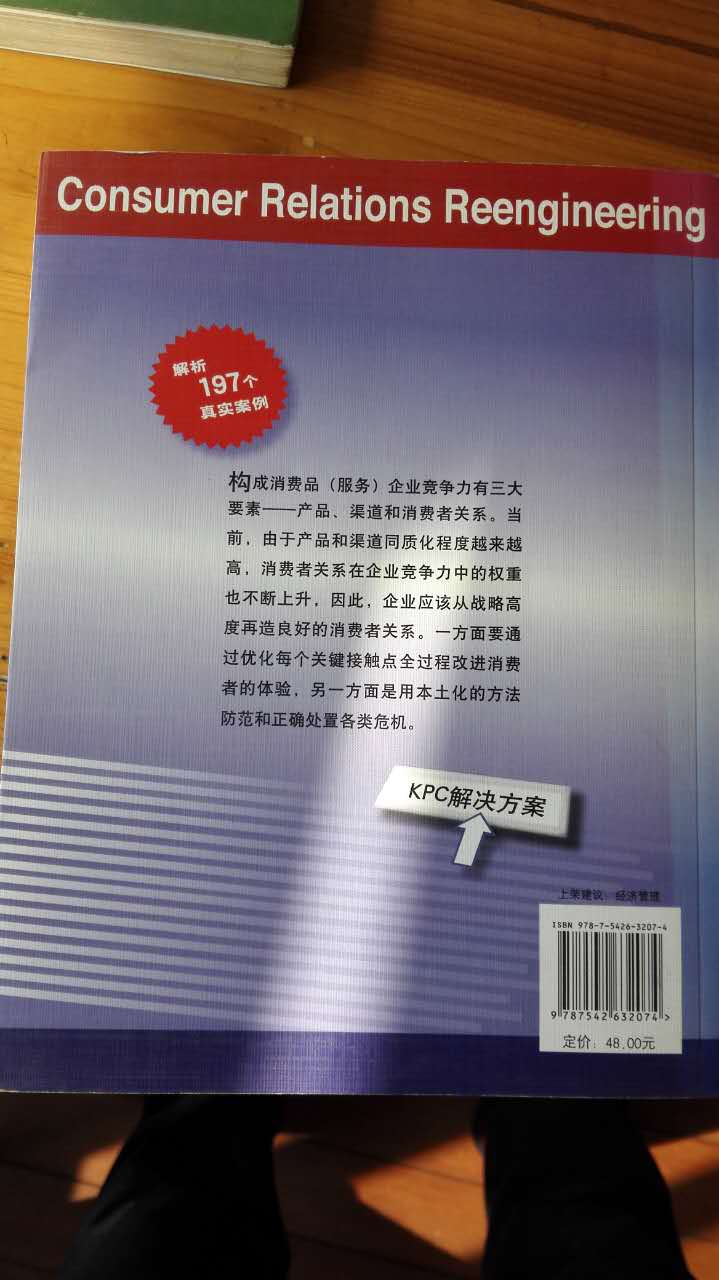 Consumer Relations Reengineering
解析
197个
真实案例
构成消费品（服务）企业竞争力有三大
要素——产品、渠道和消费者关系。当
前，由于产品和渠道同质化程度越来越
高，消费者关系在企业竞争力中的权重
也不断上升，因此，企业应该从战略高
度再造良好的消费者关系。一方面要通
过优化每个关键接触点全过程改进消费
者的体验，另一方面是用本土化的方法
防范和正确处置各类危机。
KPC解决方案
上架建议：经济管理
ISBN 978-7-5426-3207-4
9 787542 632074 >
定价：48.00元